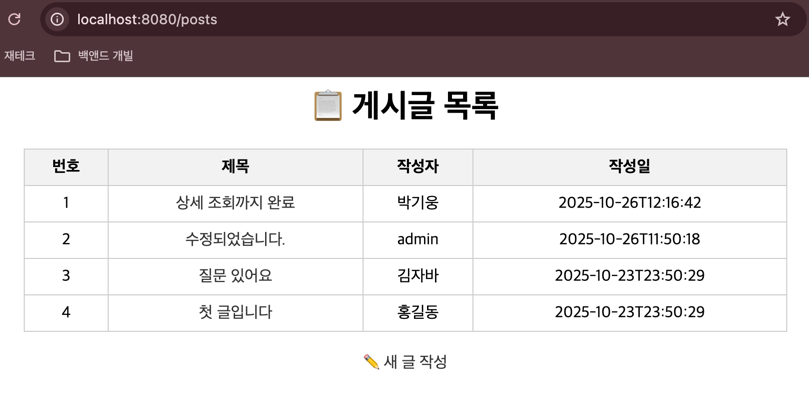 localhost:8080/posts
재테크 백앤드 개빌
📋 게시글 목록
번호 제목 작성자 작성일
1 상세 조회까지 완료 박기웅 2025-10-26T12:16:42
2 수정되었습니다. admin 2025-10-26T11:50:18
3 질문 있어요 김자바 2025-10-23T23:50:29
4 첫 글입니다 홍길동 2025-10-23T23:50:29
✏️ 새 글 작성